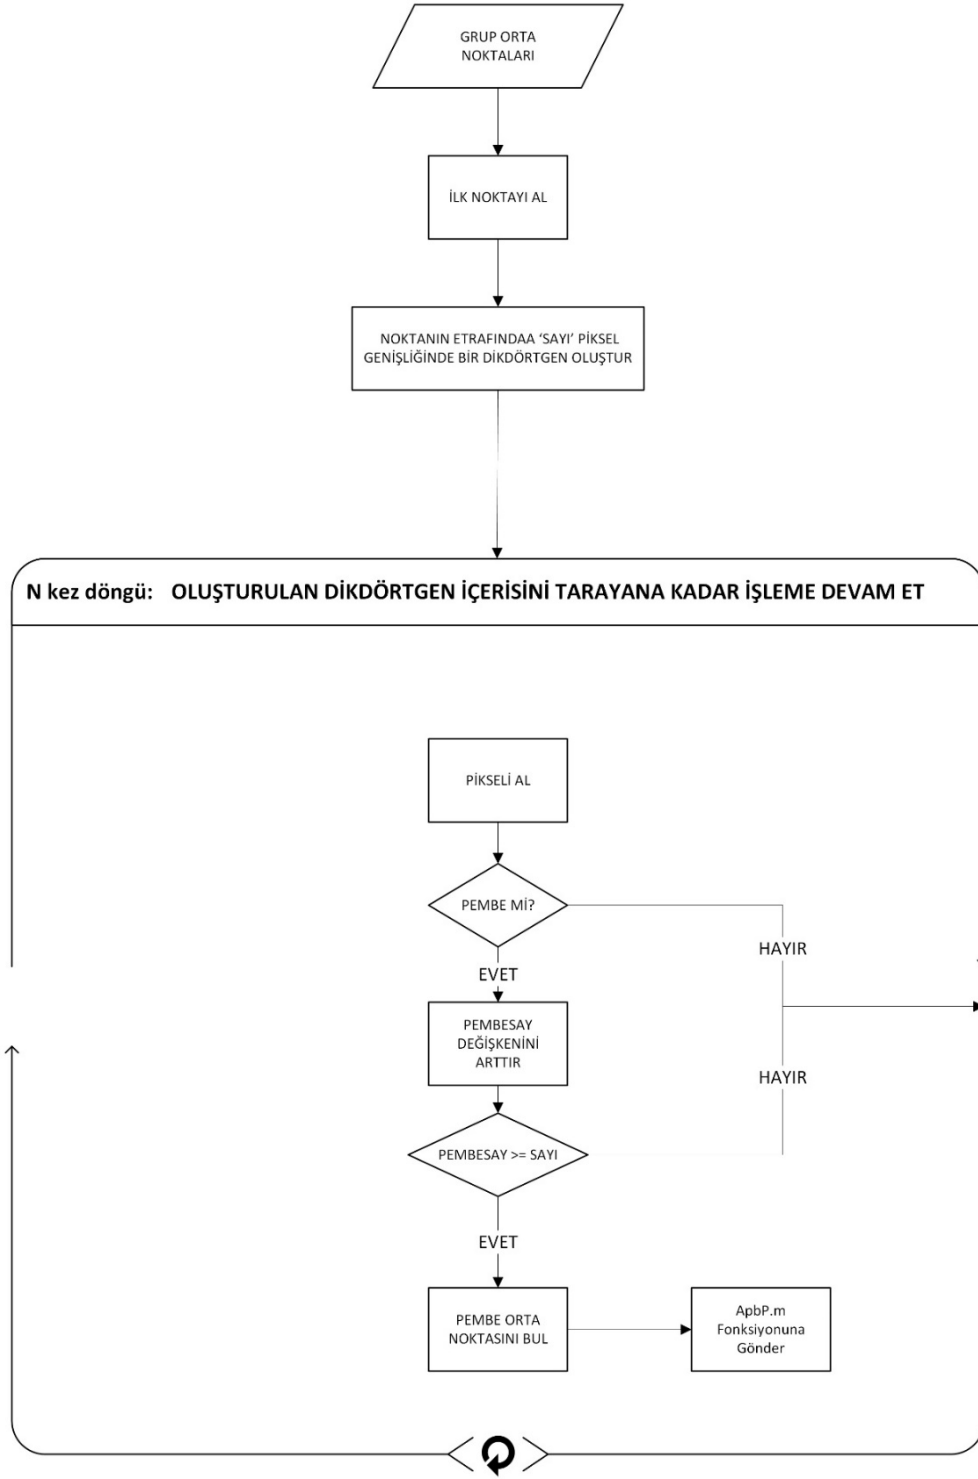 GRUP ORTA
NOKTALARI
İLK NOKTAYI AL
NOKTANIN ETRAFINDAA ‘SAYI’ PİKSEL
GENİŞLİĞİNDE BİR DİKDÖRTGEN OLUŞTUR
N kez döngü: OLUŞTURULAN DİKDÖRTGEN İÇERİSİNİ TARAYANA KADAR İŞLEME DEVAM ET
PİKSELİ AL
PEMBE Mİ?
HAYIR
EVET
PEMBESAY
DEĞİŞKENİNİ
ARTTIR
HAYIR
PEMBESAY >= SAYI
EVET
PEMBE ORTA
NOKTASINI BUL
ApbP.m
Fonksiyonuna
Gönder